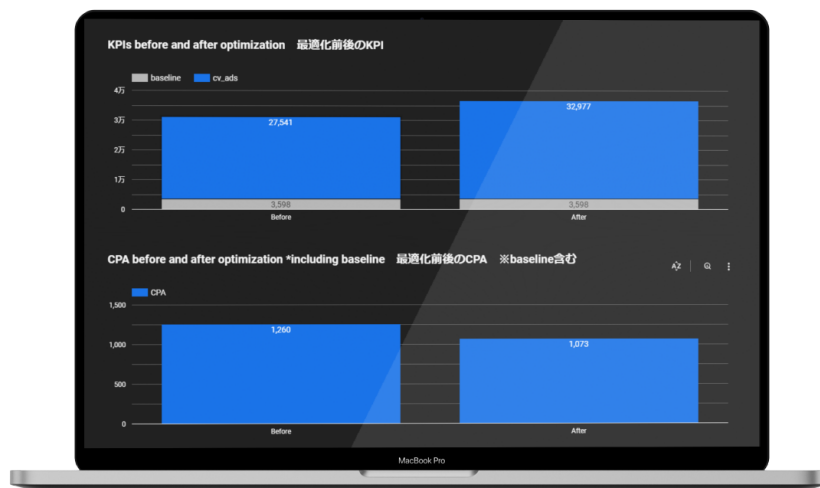 KPIs before and after optimization 最適化前後のKPI
baseline cv_ads
4万
3万
2万
1万
0
27,541
32,977
3,598
3,598
Before
After
CPA before and after optimization *including baseline 最適化前後のCPA ※baseline含む
CPA
1,500
1,000
500
0
1,260
1,073
Before
After
MacBook Pro